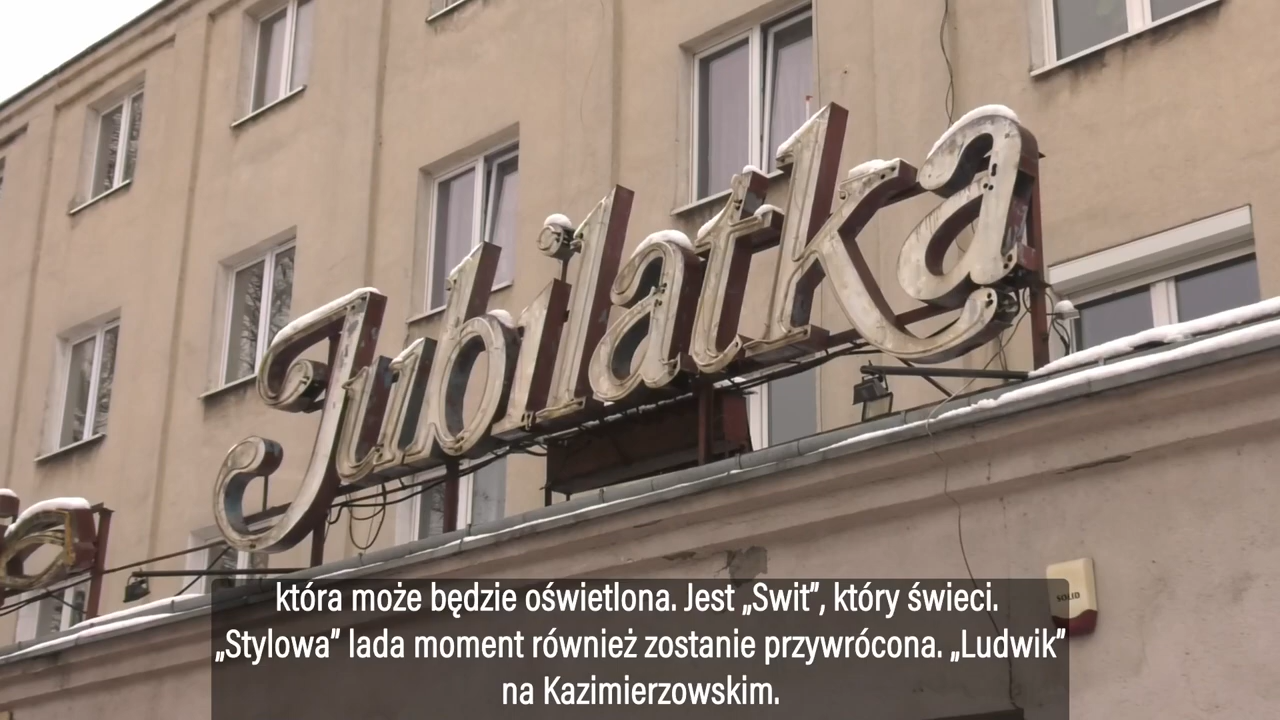 Jubilatka
SOLID
która może będzie oświetlona. Jest „Swit”, który świeci.
„Stylowa” lada moment również zostanie przywrócona. „Ludwik”
na Kazimierzowskim.